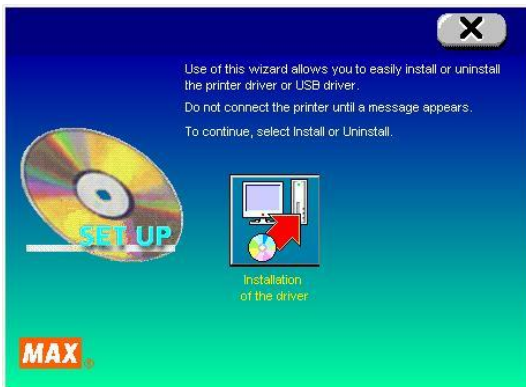 Use of this wizard allows you to easily install or uninstall
the printer driver or USB driver.
Do not connect the printer until a message appears.
To continue, select Install or Uninstall.
SET UP
Installation
of the driver
MAX®